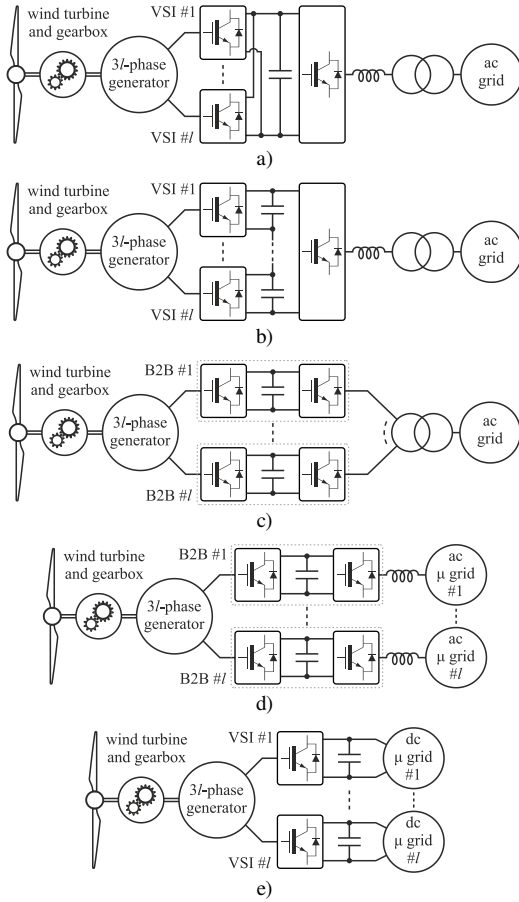 wind turbine
and gearbox
3l-phase
generator
VSI #1
VSI #l
ac
grid
a)
wind turbine
and gearbox
3l-phase
generator
VSI #1
VSI #l
ac
grid
b)
wind turbine
and gearbox
3l-phase
generator
B2B #1
B2B #l
ac
grid
c)
wind turbine
and gearbox
3l-phase
generator
B2B #1
B2B #l
ac
μ grid
#1
ac
μ grid
#l
d)
wind turbine
and gearbox
3l-phase
generator
VSI #1
VSI #l
dc
μ grid
#1
dc
μ grid
#l
e)